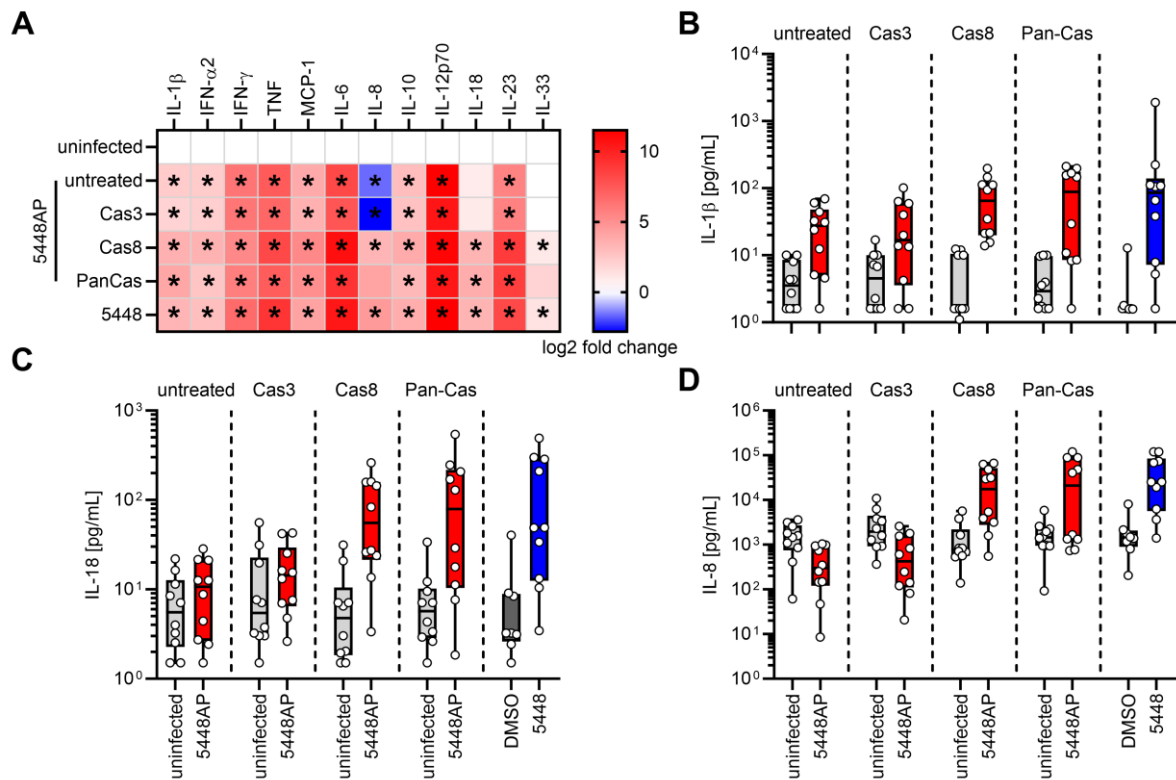 A
IL-1β
IFN-α2
IFN-γ
TNF
MCP-1
IL-6
IL-8
IL-10
IL-12p70
IL-18
IL-23
IL-33
uninfected
5448AP
untreated
* * * * * * * * * *
Cas3
* * * * * * * * * *
Cas8
* * * * * * * * * * * *
PanCas
* * * * * * * * * *
5448
* * * * * * * * * * * *
10
5
0
log2 fold change
B
untreated Cas3 Cas8 Pan-Cas
IL-1β [pg/mL]
10⁴
10³
10²
10¹
10⁰
C
untreated Cas3 Cas8 Pan-Cas
IL-18 [pg/mL]
10³
10²
10¹
10⁰
uninfected
5448AP
uninfected
5448AP
uninfected
5448AP
uninfected
5448AP
DMSO
5448
D
untreated Cas3 Cas8 Pan-Cas
IL-8 [pg/mL]
10⁶
10⁵
10⁴
10³
10²
10¹
10⁰
uninfected
5448AP
uninfected
5448AP
uninfected
5448AP
uninfected
5448AP
DMSO
5448